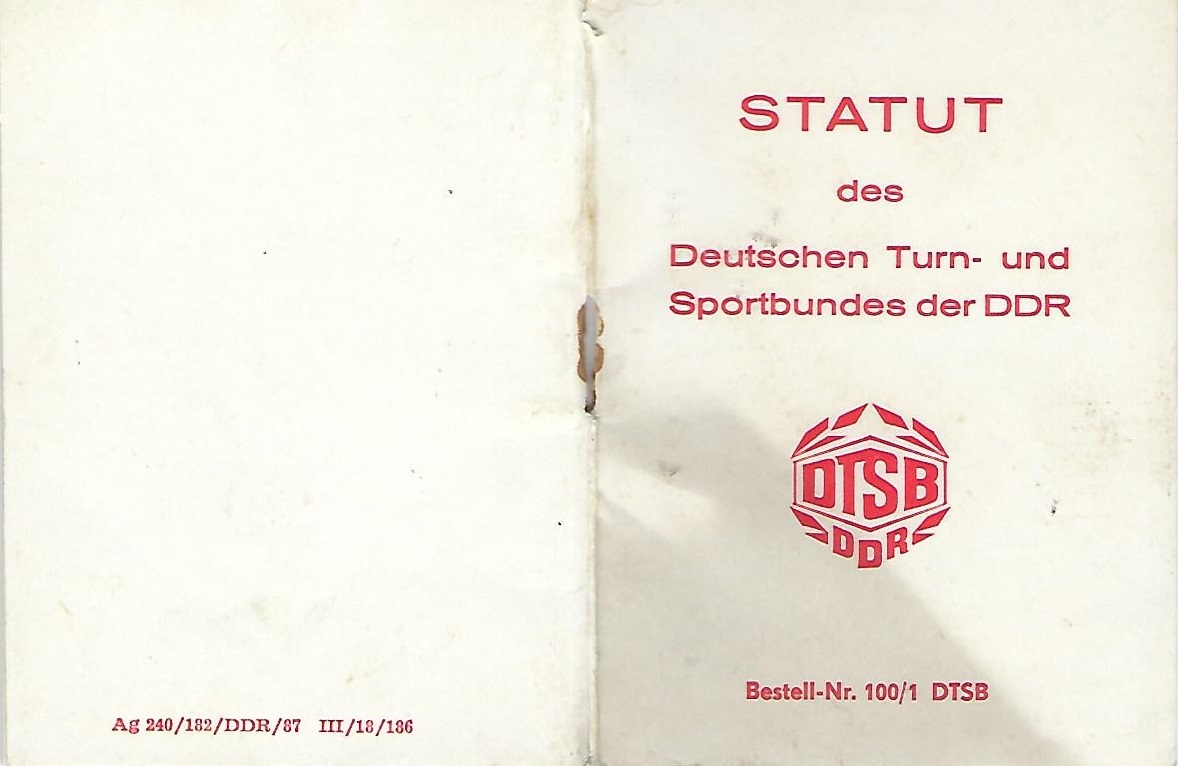 Ag 240/182/DDR/87 III/18/186
STATUT
des
Deutschen Turn- und
Sportbundes der DDR
DTSB
DDR
Bestell-Nr. 100/1 DTSB